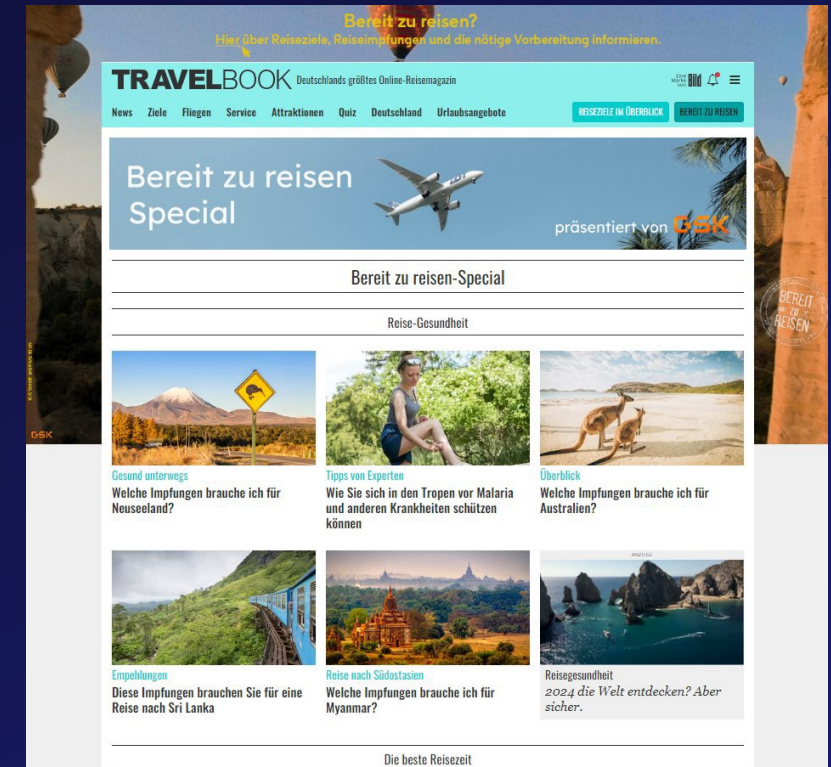 Bereit zu reisen?
Hier über Reiseziele, Reiseimpfungen und die nötige Vorbereitung informieren.
TRAVELBOOK Deutschlands größtes Online-Reisemagazin
Bild
News Ziele Fliegen Service Attraktionen Quiz Deutschland Urlaubsangebote REISEZIELE IM ÜBERBLICK BEREIT ZU REISEN
Bereit zu reisen
Special
präsentiert von GSK
Bereit zu reisen-Special
BEREIT
ZU
REISEN
Reise-Gesundheit
GSK
Gesund unterwegs
Welche Impfungen brauche ich für
Neuseeland?
Tipps von Experten
Wie Sie sich in den Tropen vor Malaria
und anderen Krankheiten schützen
können
Überblick
Welche Impfungen brauche ich für
Australien?
ANZEIGE
Empehlungen
Diese Impfungen brauchen Sie für eine
Reise nach Sri Lanka
Reise nach Südostasien
Welche Impfungen brauche ich für
Myanmar?
Reisegesundheit
2024 die Welt entdecken? Aber
sicher.
Die beste Reisezeit